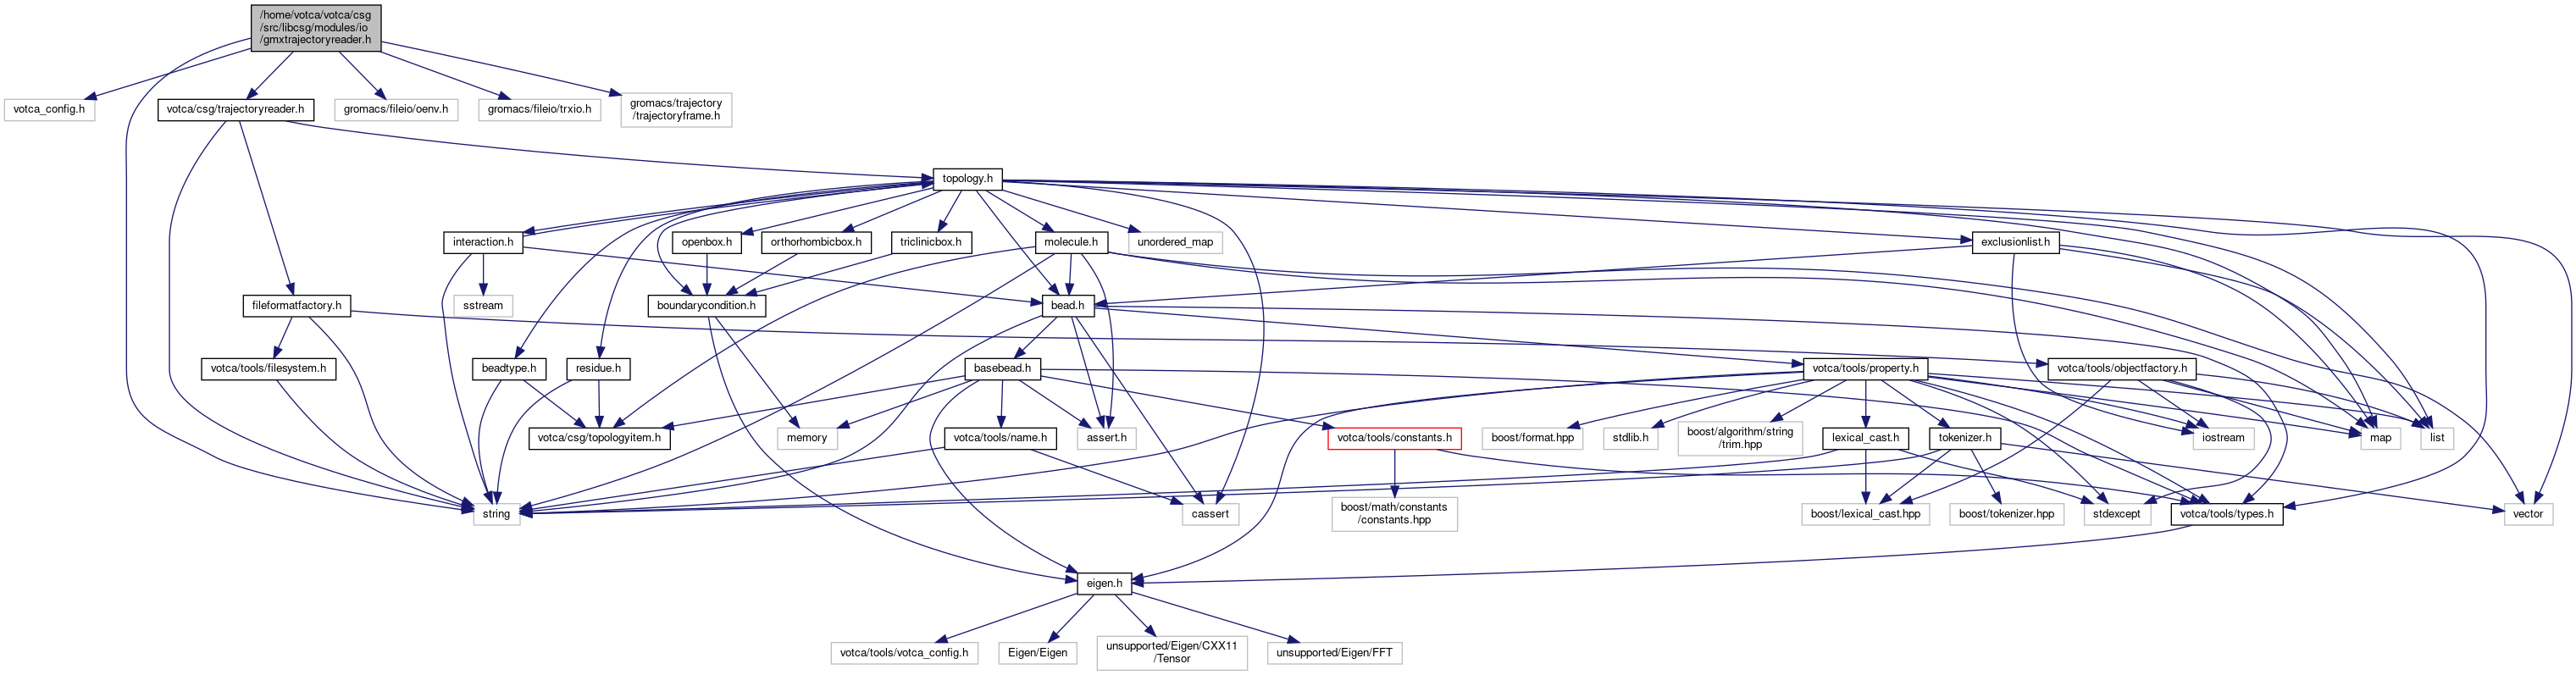 /home/votca/votca/csg
/src/libcsg/modules/io
/gmxtrajectoryreader.h
votca_config.h
votca/csg/trajectoryreader.h
gromacs/fileio/oenv.h
gromacs/fileio/trxio.h
gromacs/trajectory
/trajectoryframe.h
topology.h
interaction.h
openbox.h
orthorhombicbox.h
triclinicbox.h
molecule.h
unordered_map
exclusionlist.h
fileformatfactory.h
sstream
boundarycondition.h
bead.h
votca/tools/filesystem.h
beadtype.h
residue.h
basebead.h
votca/tools/property.h
votca/tools/objectfactory.h
votca/csg/topologyitem.h
memory
votca/tools/name.h
assert.h
votca/tools/constants.h
boost/format.hpp
stdlib.h
boost/algorithm/string
/trim.hpp
lexical_cast.h
tokenizer.h
iostream
map
list
string
cassert
boost/math/constants
/constants.hpp
boost/lexical_cast.hpp
boost/tokenizer.hpp
stdexcept
votca/tools/types.h
vector
eigen.h
votca/tools/votca_config.h
Eigen/Eigen
unsupported/Eigen/CXX11
/Tensor
unsupported/Eigen/FFT